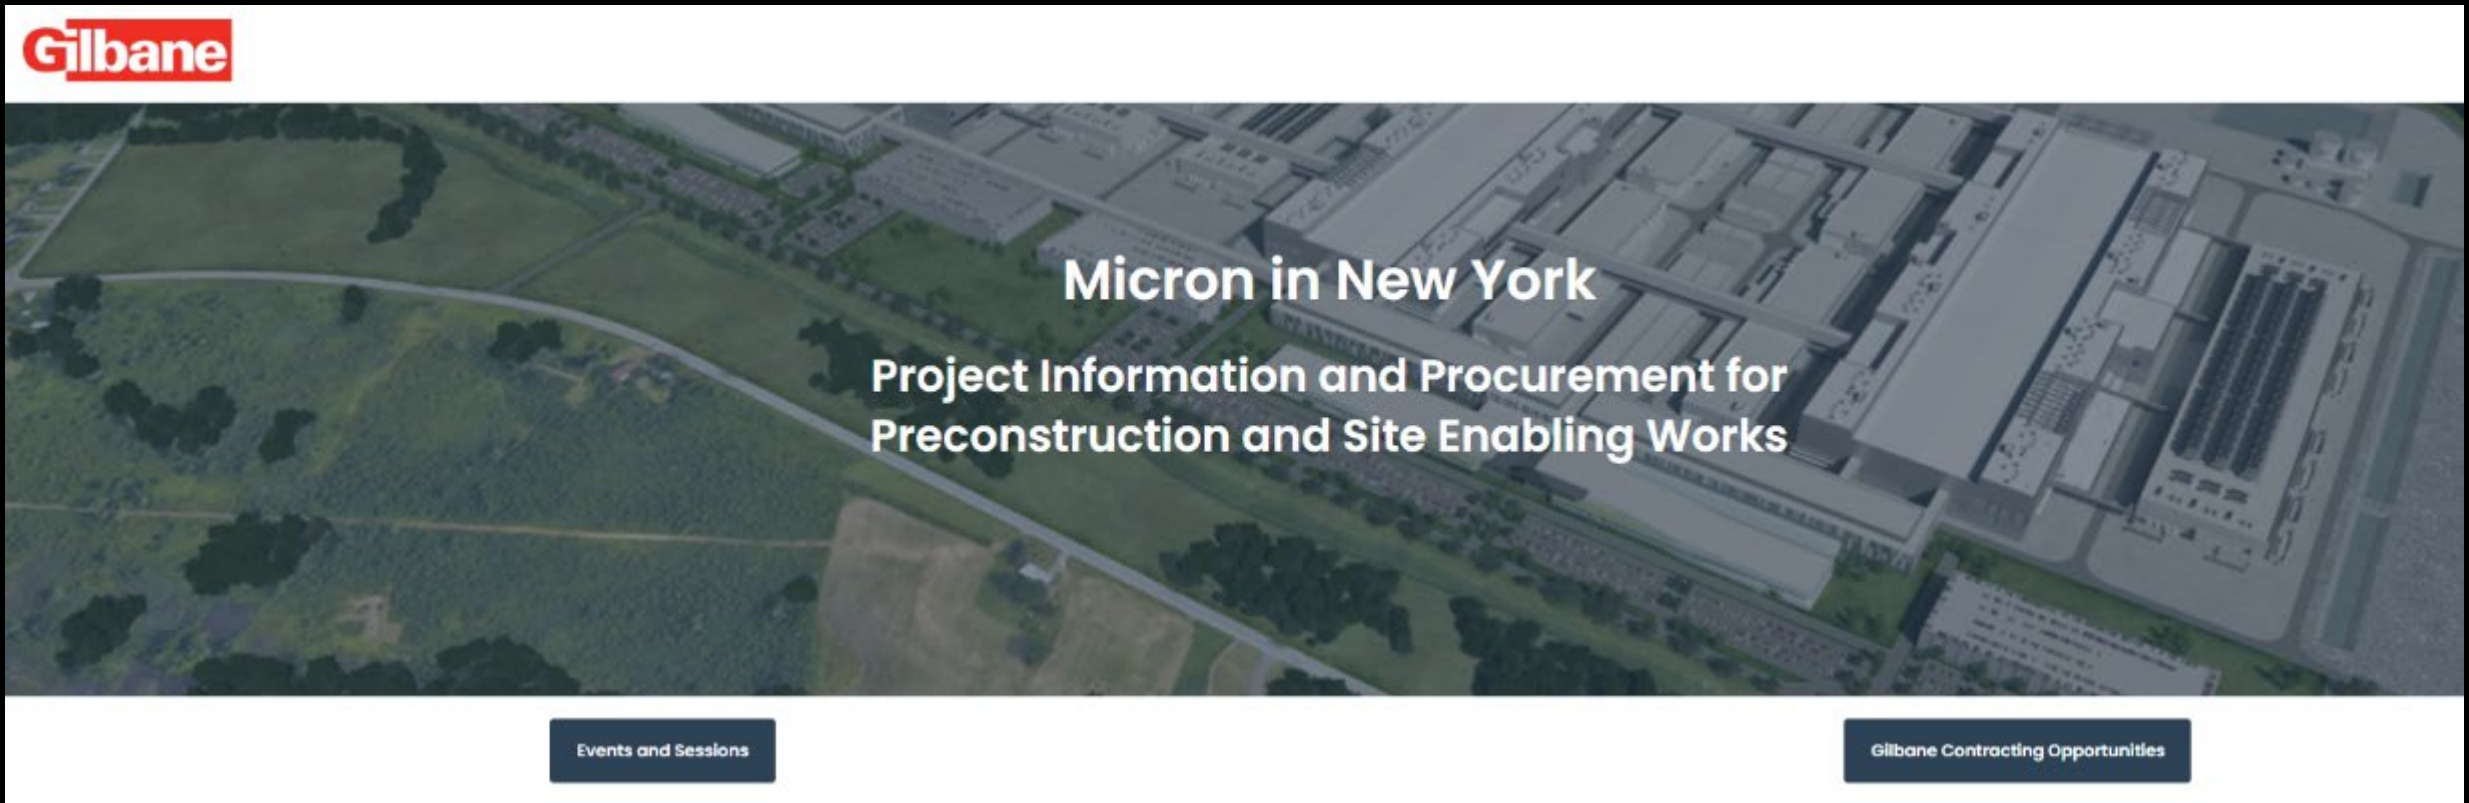 Gilbane
Micron in New York
Project Information and Procurement for
Preconstruction and Site Enabling Works
Events and Sessions
Gilbane Contracting Opportunities